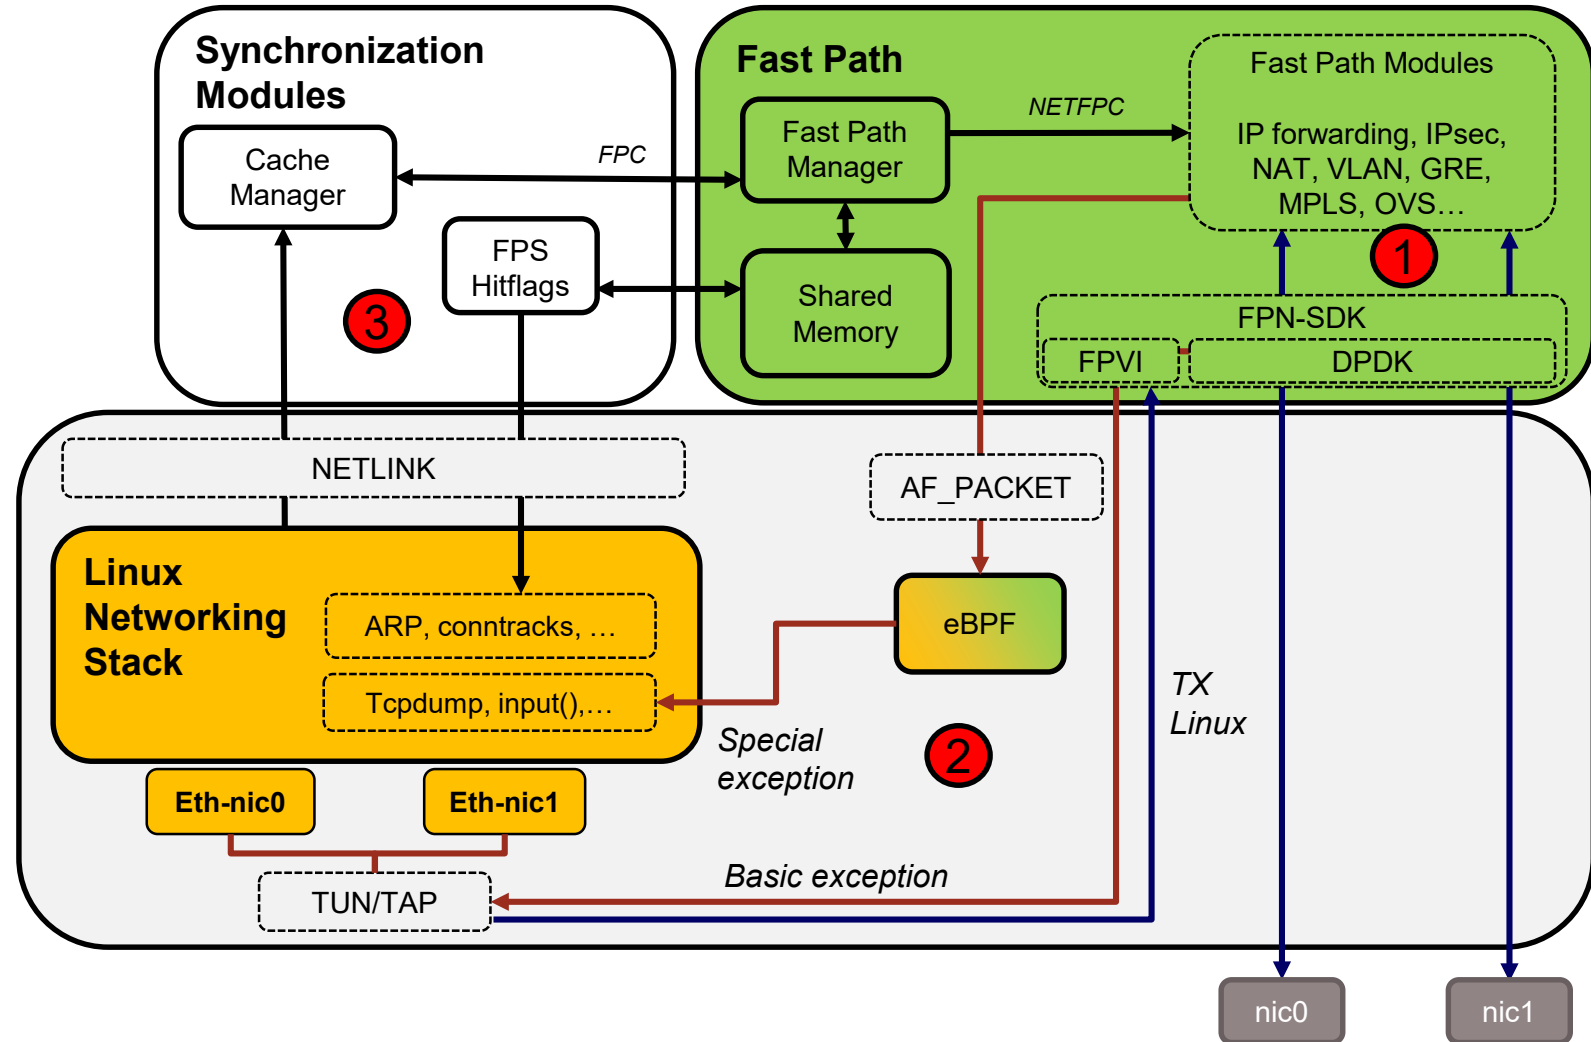 Synchronization
Modules
Cache
Manager
FPC
FPS
Hitflags
3
Fast Path
Fast Path
Manager
NETFPC
Shared
Memory
Fast Path Modules
IP forwarding, IPsec,
NAT, VLAN, GRE,
MPLS, OVS…
1
FPN-SDK
FPVI
DPDK
NETLINK
AF_PACKET
Linux
Networking
Stack
ARP, conntracks, …
Tcpdump, input(),…
eBPF
Special
exception
2
TX
Linux
Eth-nic0
Eth-nic1
TUN/TAP
Basic exception
nic0
nic1